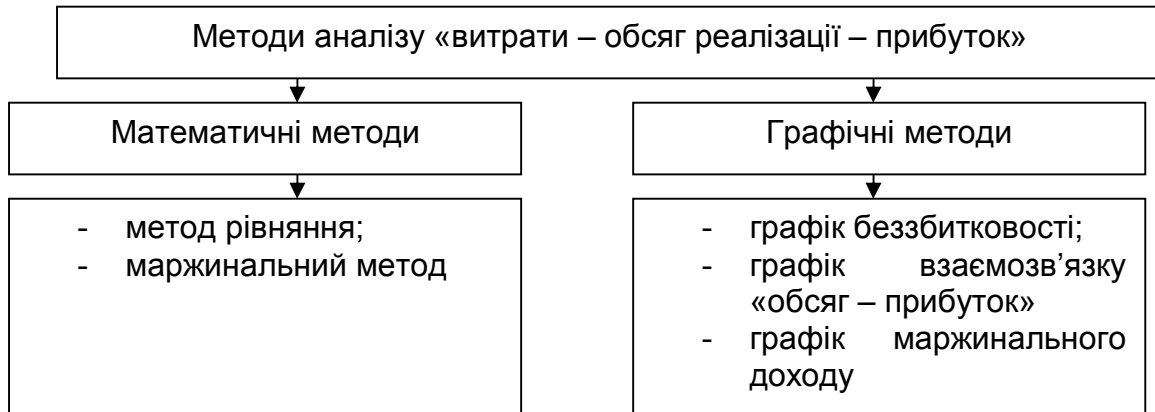 Методи аналізу «витрати – обсяг реалізації – прибуток»
Математичні методи
Графічні методи
- метод рівняння;
- маржинальний метод
- графік беззбитковості;
- графік взаємозв’язку
«обсяг – прибуток»
- графік маржинального
доходу